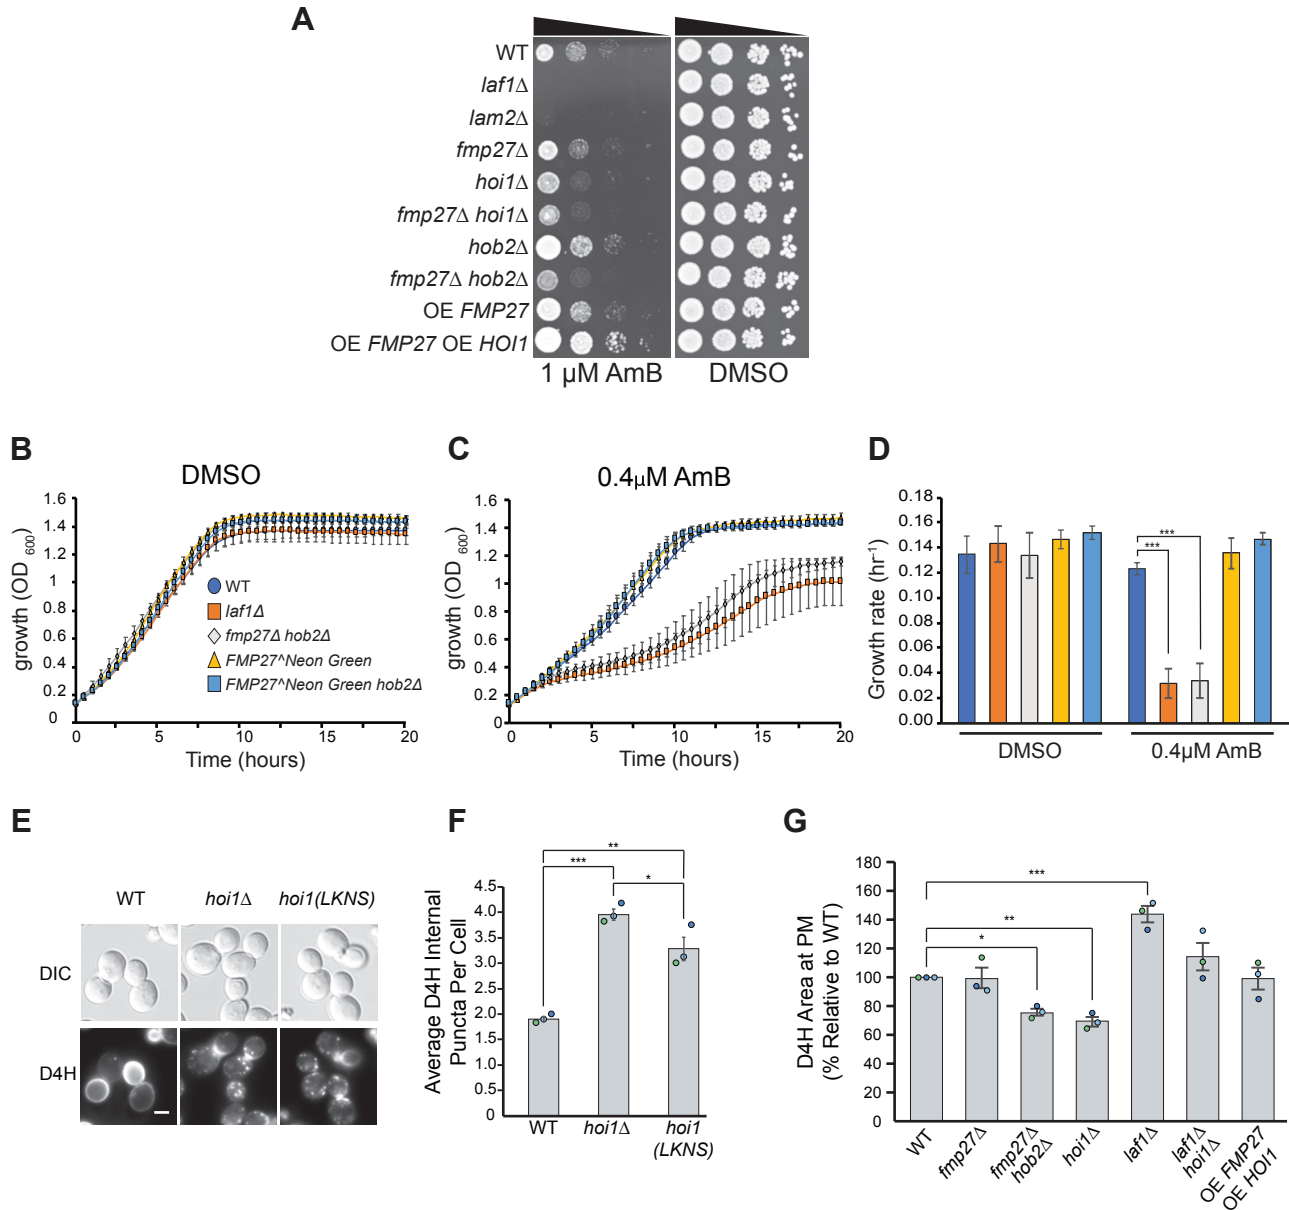 A
WT
laf1Δ
lam2Δ
fmp27Δ
hoi1Δ
fmp27Δ hoi1Δ
hob2Δ
fmp27Δ hob2Δ
OE FMP27
OE FMP27 OE HOI1
1 µM AmB
DMSO
B
DMSO
growth (OD 600)
1.6
1.4
1.2
1
0.8
0.6
0.4
0.2
0
WT
laf1Δ
fmp27Δ hob2Δ
FMP27^Neon Green
FMP27^Neon Green hob2Δ
0
5
10
15
20
Time (hours)
C
0.4µM AmB
growth (OD 600)
1.6
1.4
1.2
1
0.8
0.6
0.4
0.2
0
0
5
10
15
20
Time (hours)
D
Growth rate (hr-1)
0.18
0.16
0.14
0.12
0.10
0.08
0.06
0.04
0.02
0.00
***
***
DMSO
0.4µM AmB
E
WT
hoi1Δ
hoi1(LKNS)
DIC
D4H
F
Average D4H Internal
Puncta Per Cell
4.5
4.0
3.5
3.0
2.5
2.0
1.5
1.0
0.5
0
**
***
*
WT
hoi1Δ
hoi1
(LKNS)
G
D4H Area at PM
(% Relative to WT)
180
160
140
120
100
80
60
40
20
0
***
**
*
WT
fmp27Δ
fmp27Δ
hob2Δ
hoi1Δ
laf1Δ
laf1Δ
hoi1Δ
OE FMP27
OE HOI1